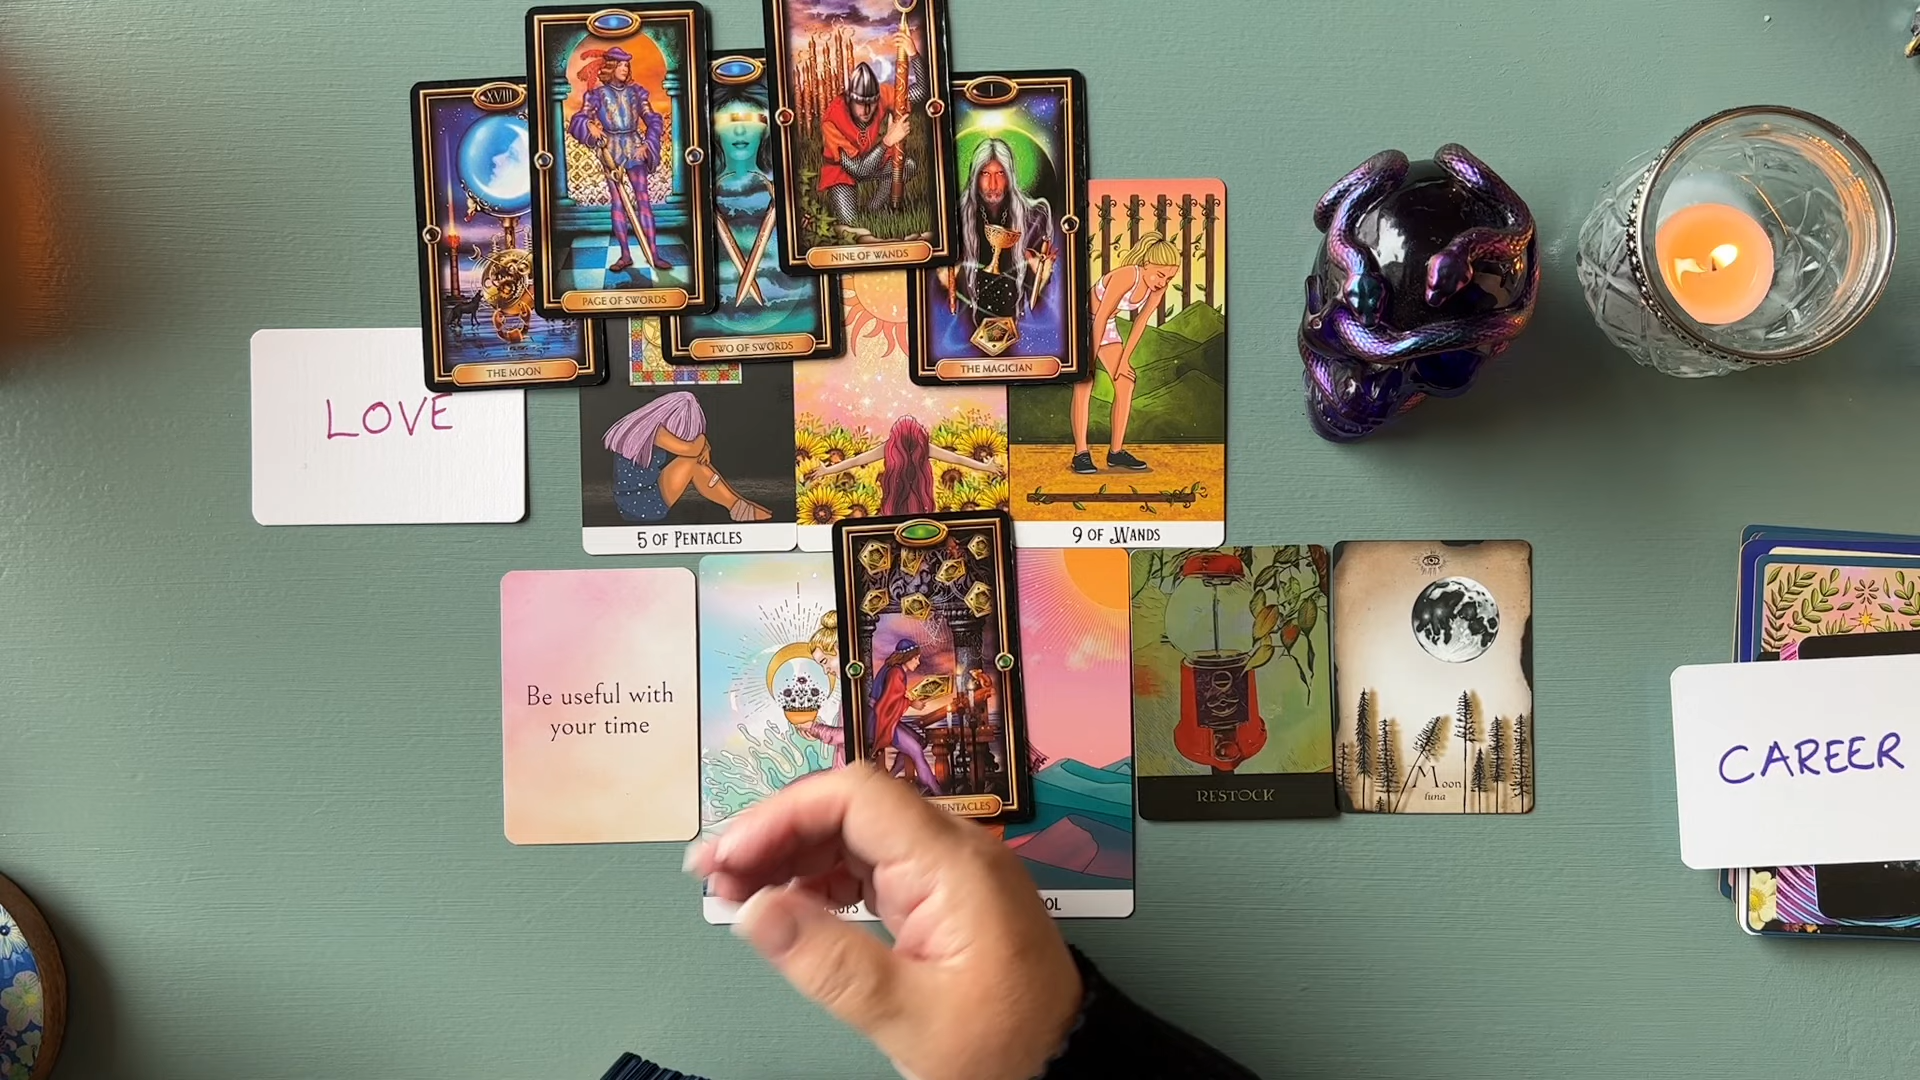 XVIII
I
PAGE OF SWORDS
NINE OF WANDS
TWO OF SWORDS
THE MOON
THE MAGICIAN
LOVE
5 OF PENTACLES
9 OF WANDS
Be useful with
your time
PENTACLES
RESTOCK
Moon
luna
CAREER